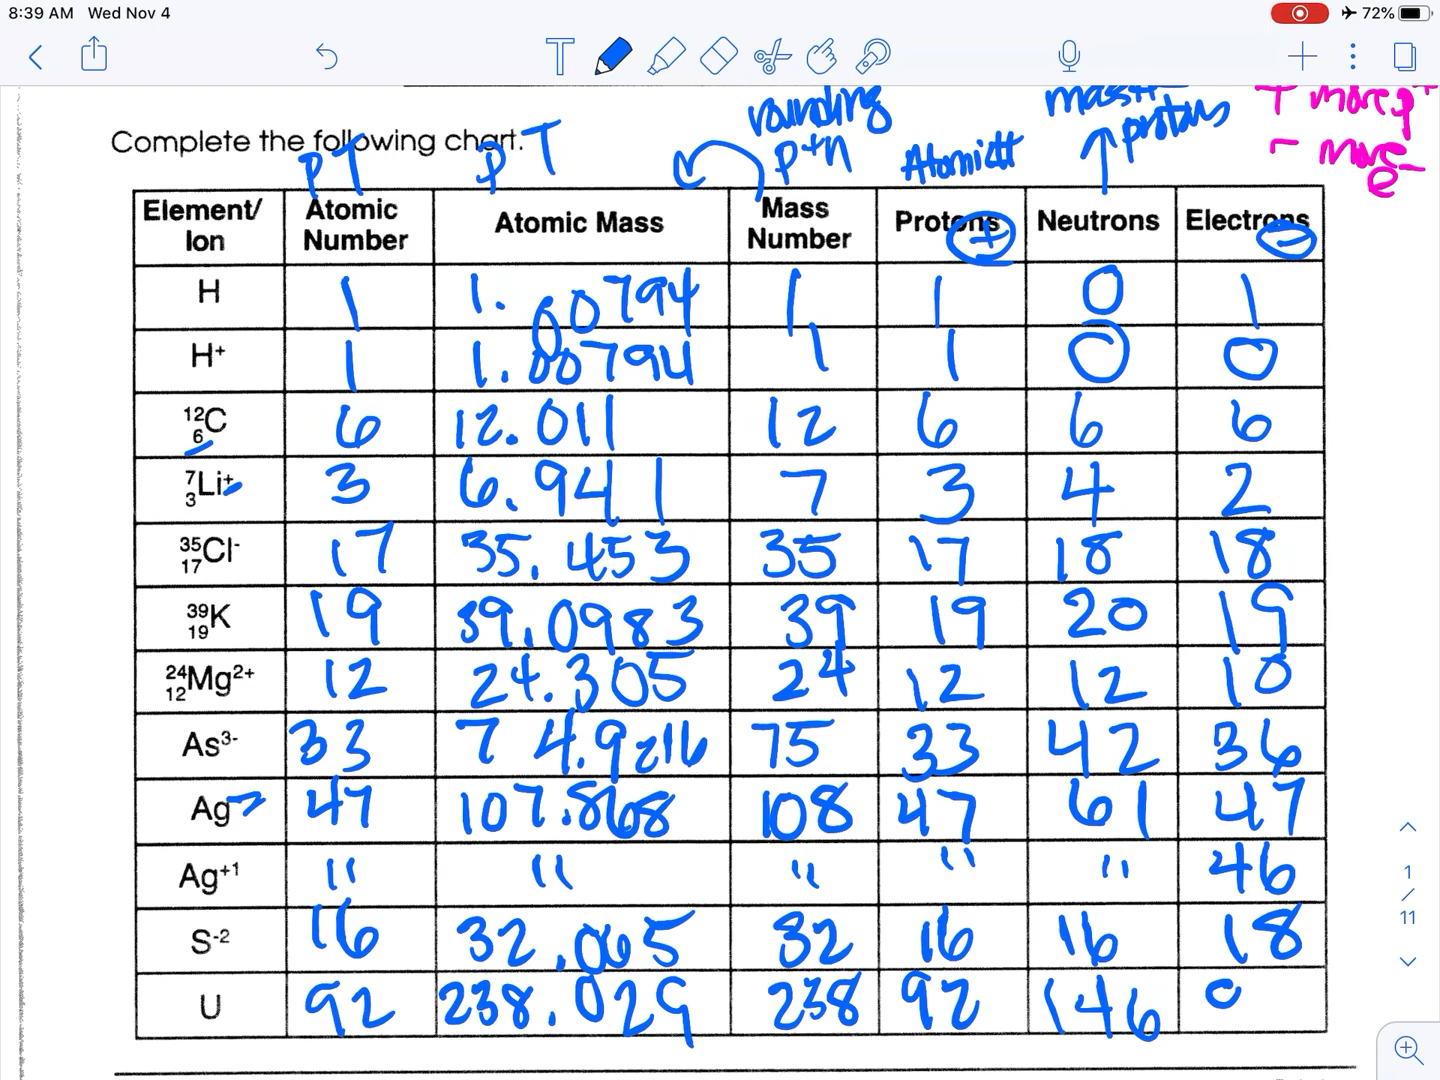 8:39 AM Wed Nov 4
72%
T
rounding
p+n
mass#-
protons
+ more p+
- more e-
Complete the following chart.
PT
PT
Atomic#
Element/Ion Atomic Number Atomic Mass Mass Number Protons + Neutrons Electrons -
H 1 1.00794 1 1 0 1
H+ 1 1.00794 1 1 0 0
12 6 C 6 12.011 12 6 6 6
7 3 Li+ 3 6.941 7 3 4 2
35 17 Cl- 17 35.453 35 17 18 18
39 19 K 19 39.0983 39 19 20 19
24 12 Mg2+ 12 24.305 24 12 12 10
As3- 33 74.9216 75 33 42 36
Ag 47 107.868 108 47 61 47
Ag+1 " " " " " 46
S-2 16 32.065 32 16 16 18
U 92 238.029 238 92 146
1
/
11